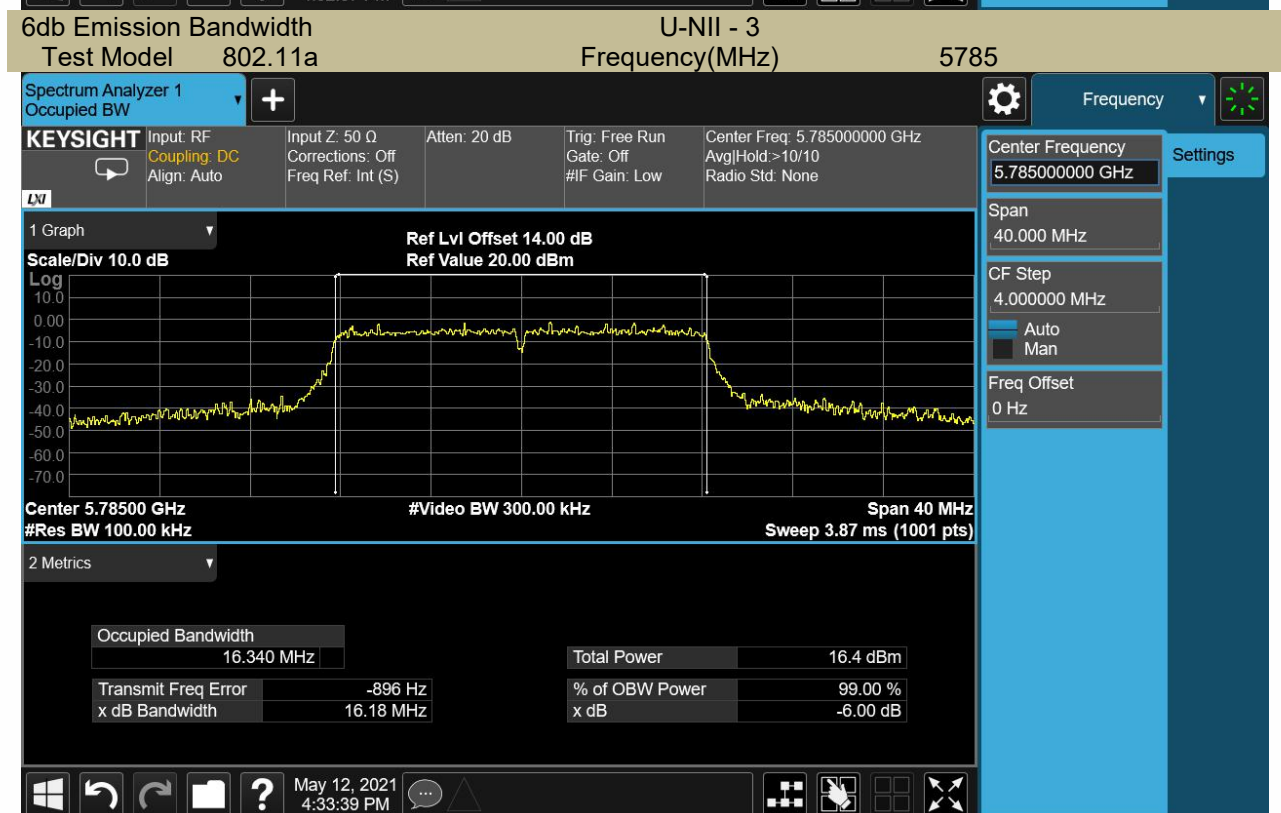 6db Emission Bandwidth U-NII - 3
Test Model 802.11a Frequency(MHz) 5785
Spectrum Analyzer 1
Occupied BW
+
Frequency
KEYSIGHT Input: RF Input Z: 50 Ω Atten: 20 dB Trig: Free Run Center Freq: 5.785000000 GHz
Coupling: DC Corrections: Off Gate: Off Avg|Hold:>10/10
Align: Auto Freq Ref: Int (S) #IF Gain: Low Radio Std: None
LXI
Center Frequency
5.785000000 GHz
Settings
Span
40.000 MHz
CF Step
4.000000 MHz
Auto
Man
Freq Offset
0 Hz
1 Graph
Ref Lvl Offset 14.00 dB
Scale/Div 10.0 dB Ref Value 20.00 dBm
Log
10.0
0.00
-10.0
-20.0
-30.0
-40.0
-50.0
-60.0
-70.0
Center 5.78500 GHz #Video BW 300.00 kHz Span 40 MHz
#Res BW 100.00 kHz Sweep 3.87 ms (1001 pts)
2 Metrics
Occupied Bandwidth
16.340 MHz Total Power 16.4 dBm
Transmit Freq Error -896 Hz % of OBW Power 99.00 %
x dB Bandwidth 16.18 MHz x dB -6.00 dB
?
May 12, 2021
4:33:39 PM